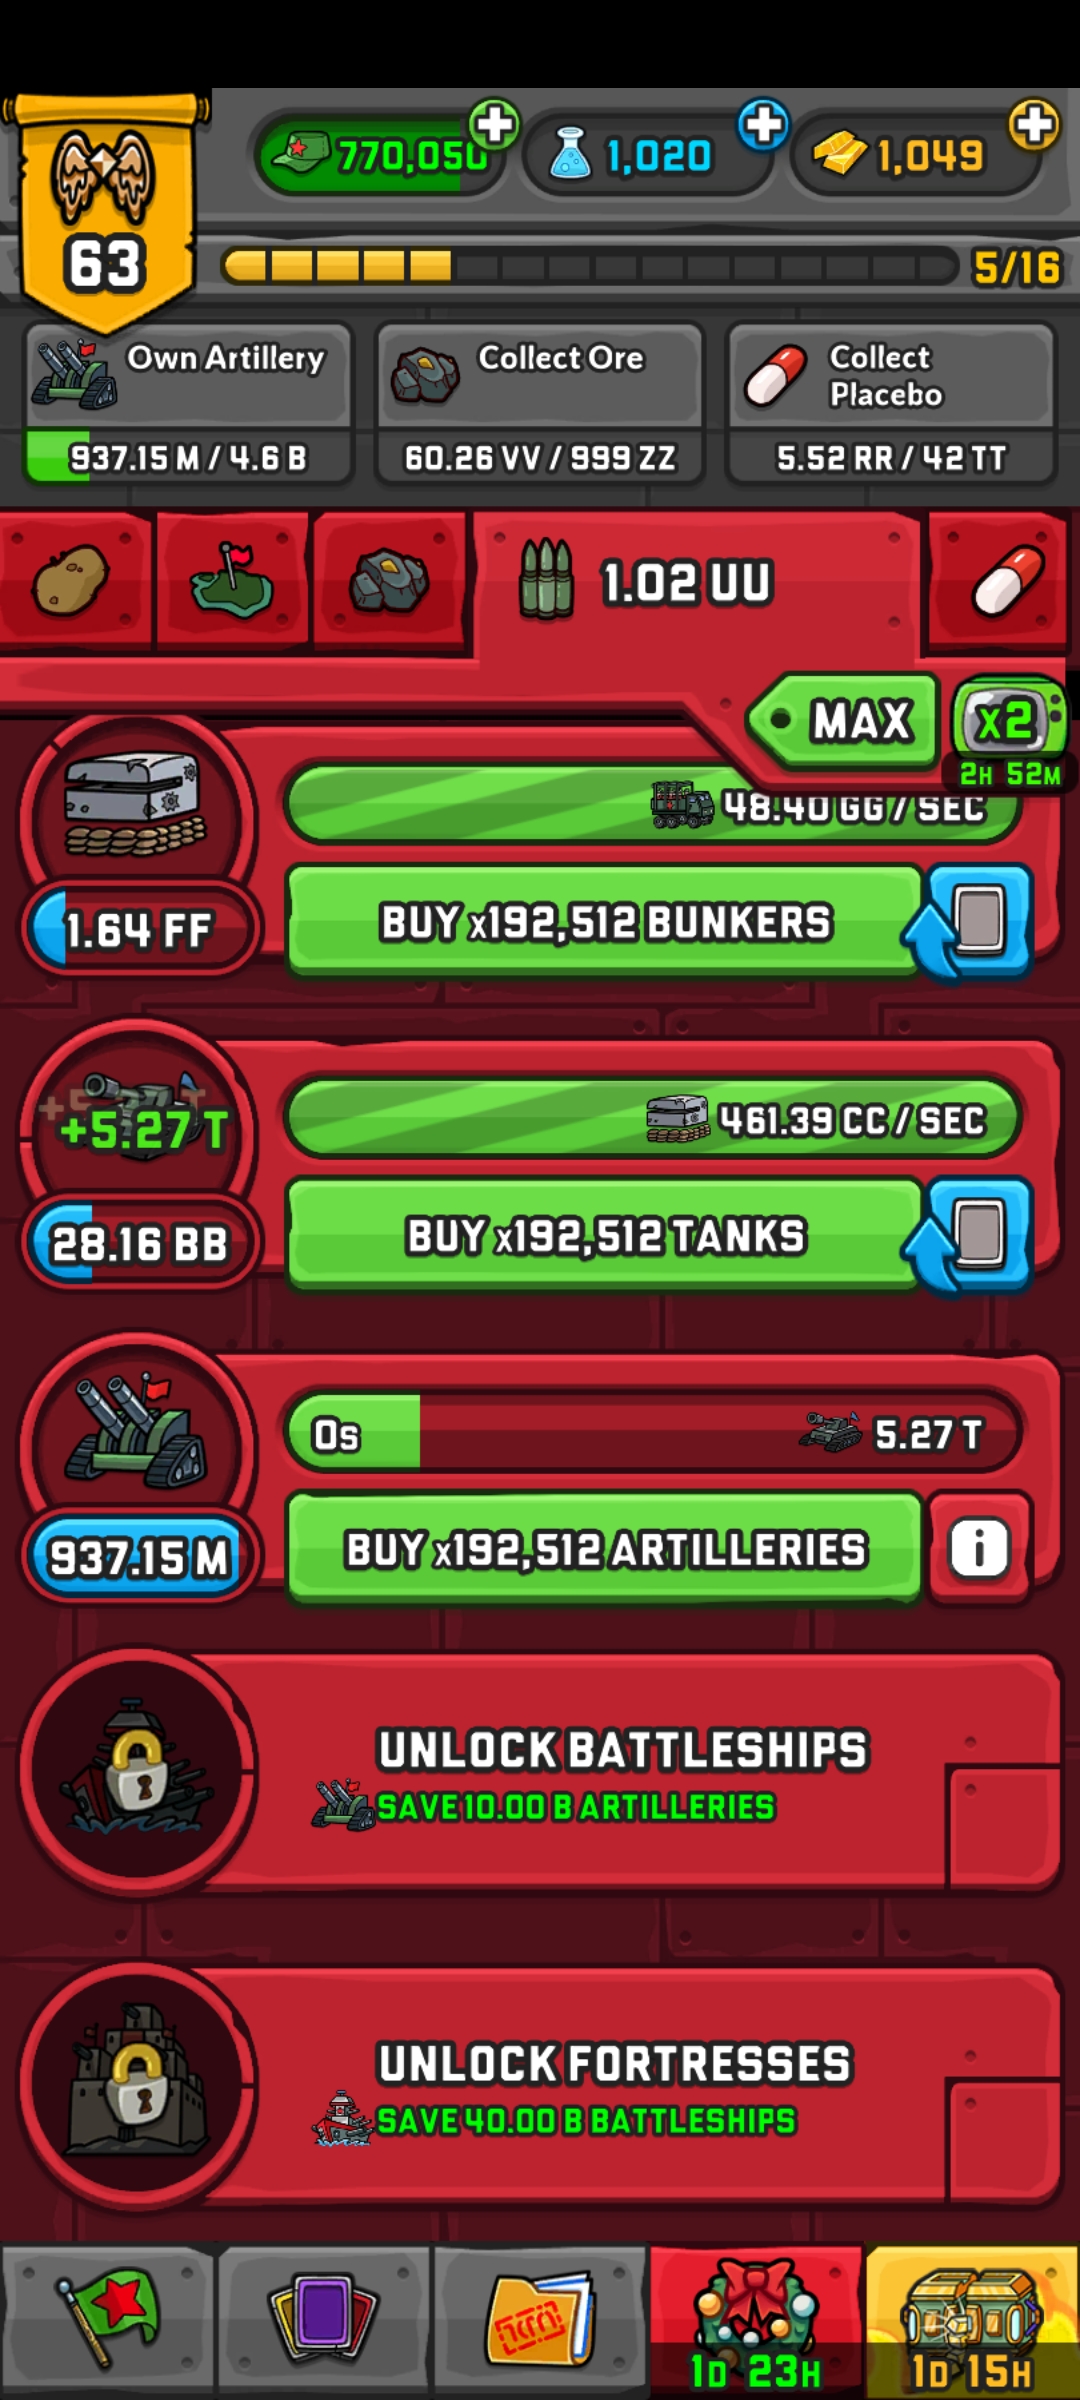 770,050
1,020
1,049
63
5/16
Own Artillery
937.15 M / 4.6 B
Collect Ore
60.26 VV / 999 ZZ
Collect
Placebo
5.52 RR / 42 TT
1.02 UU
MAX
x2
2H 52M
48.40 GG / SEC
1.64 FF
BUY x192,512 BUNKERS
+5.27 T
461.39 CC / SEC
28.16 BB
BUY x192,512 TANKS
0s
5.27 T
937.15 M
BUY x192,512 ARTILLERIES
i
UNLOCK BATTLESHIPS
SAVE 10.00 B ARTILLERIES
UNLOCK FORTRESSES
SAVE 40.00 B BATTLESHIPS
1D 23H
1D 15H